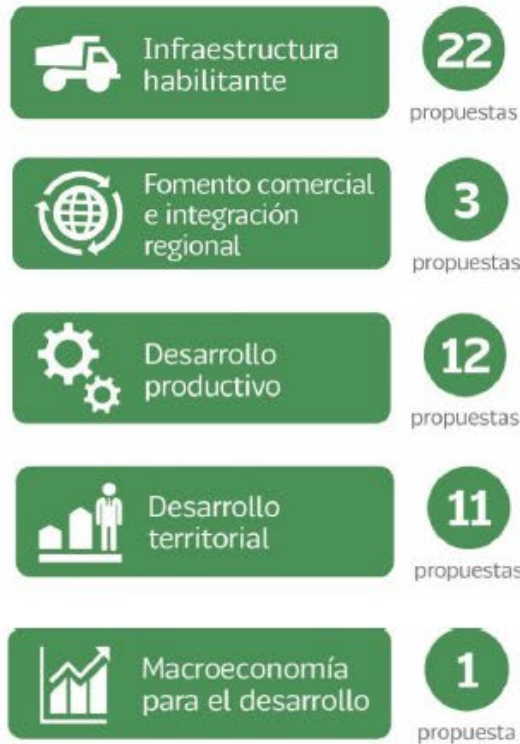 Infraestructura
habilitante
22
propuestas
Fomento comercial
e integración
regional
3
propuestas
Desarrollo
productivo
12
propuestas
Desarrollo
territorial
11
propuestas
Macroeconomía
para el desarrollo
1
propuesta